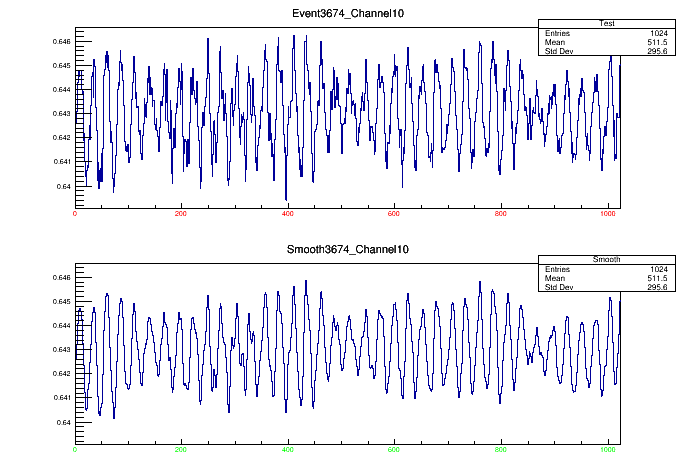 Event3674_Channel10
Test
Entries 1024
Mean 511.5
Std Dev 295.6
0.646
0.645
0.644
0.643
0.642
0.641
0.64
0 200 400 600 800 1000
Smooth3674_Channel10
Smooth
Entries 1024
Mean 511.5
Std Dev 295.6
0.646
0.645
0.644
0.643
0.642
0.641
0.64
0 200 400 600 800 1000